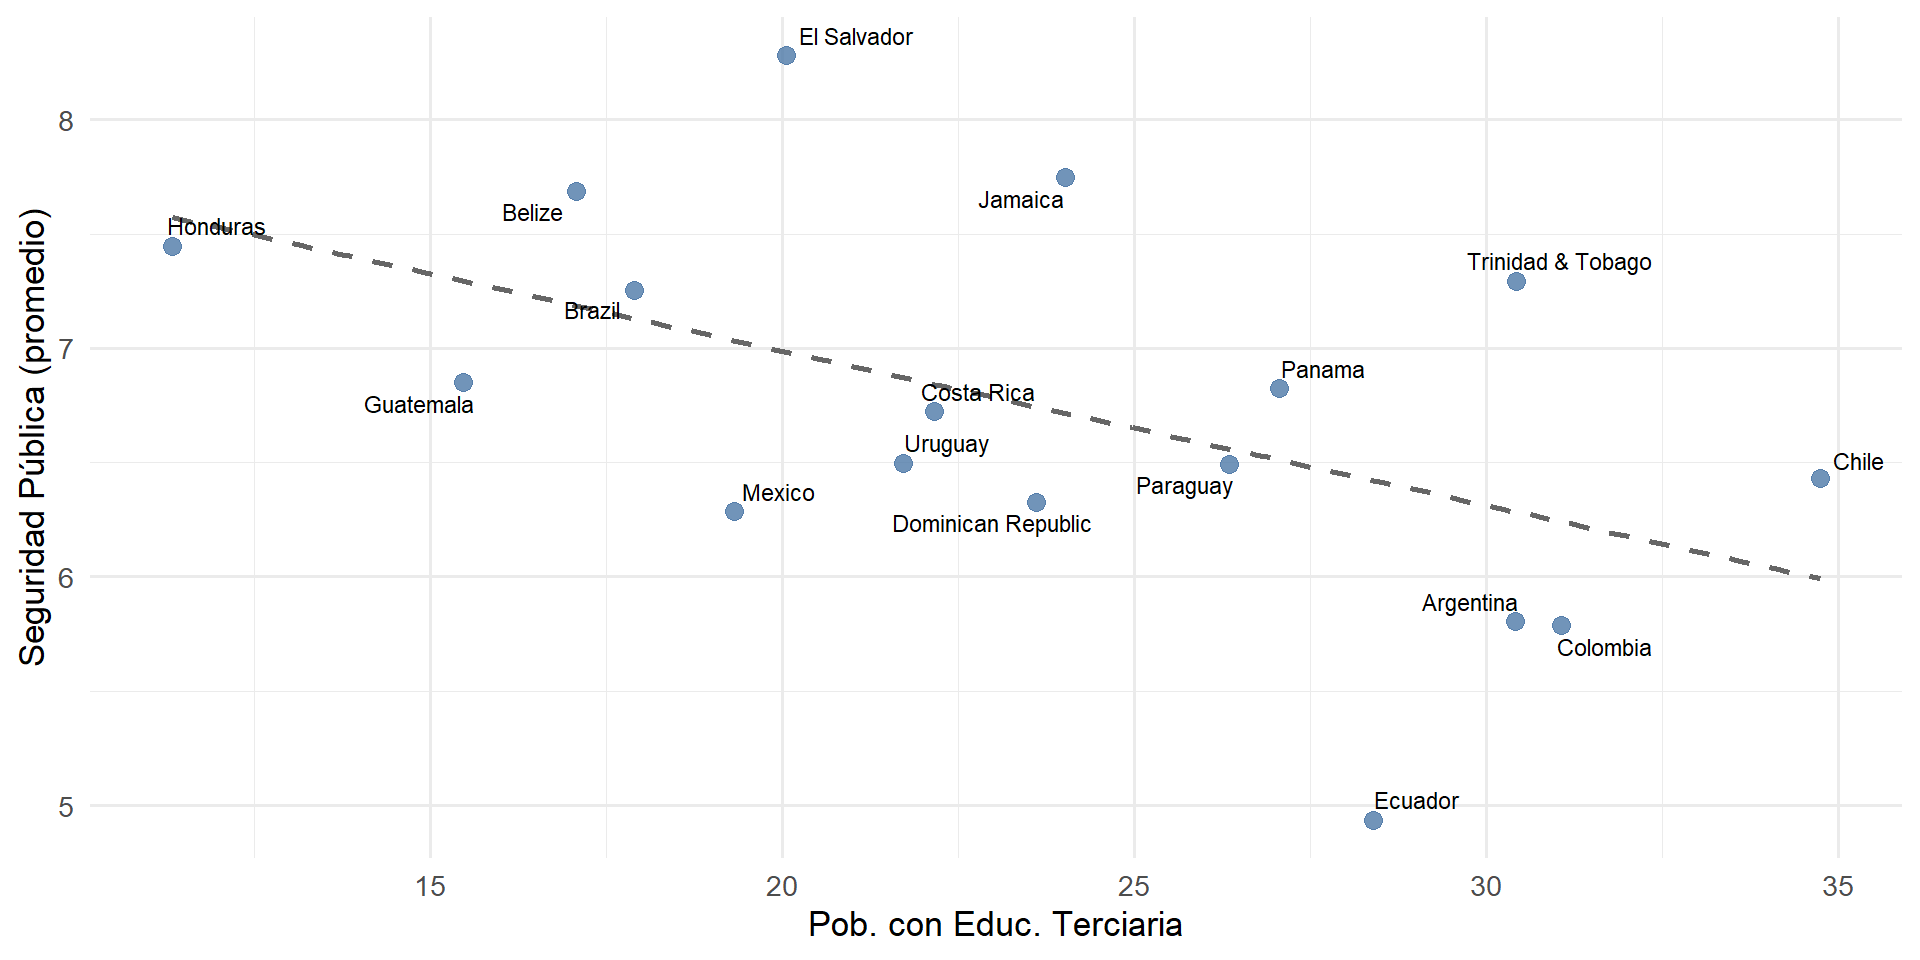 El Salvador
8
Jamaica
Belize
Honduras
Trinidad & Tobago
Brazil
7
Panama
Guatemala
Costa Rica
Uruguay
Chile
Paraguay
Mexico
Dominican Republic
6
Argentina
Colombia
Ecuador
5
Seguridad Pública (promedio)
15 20 25 30 35
Pob. con Educ. Terciaria